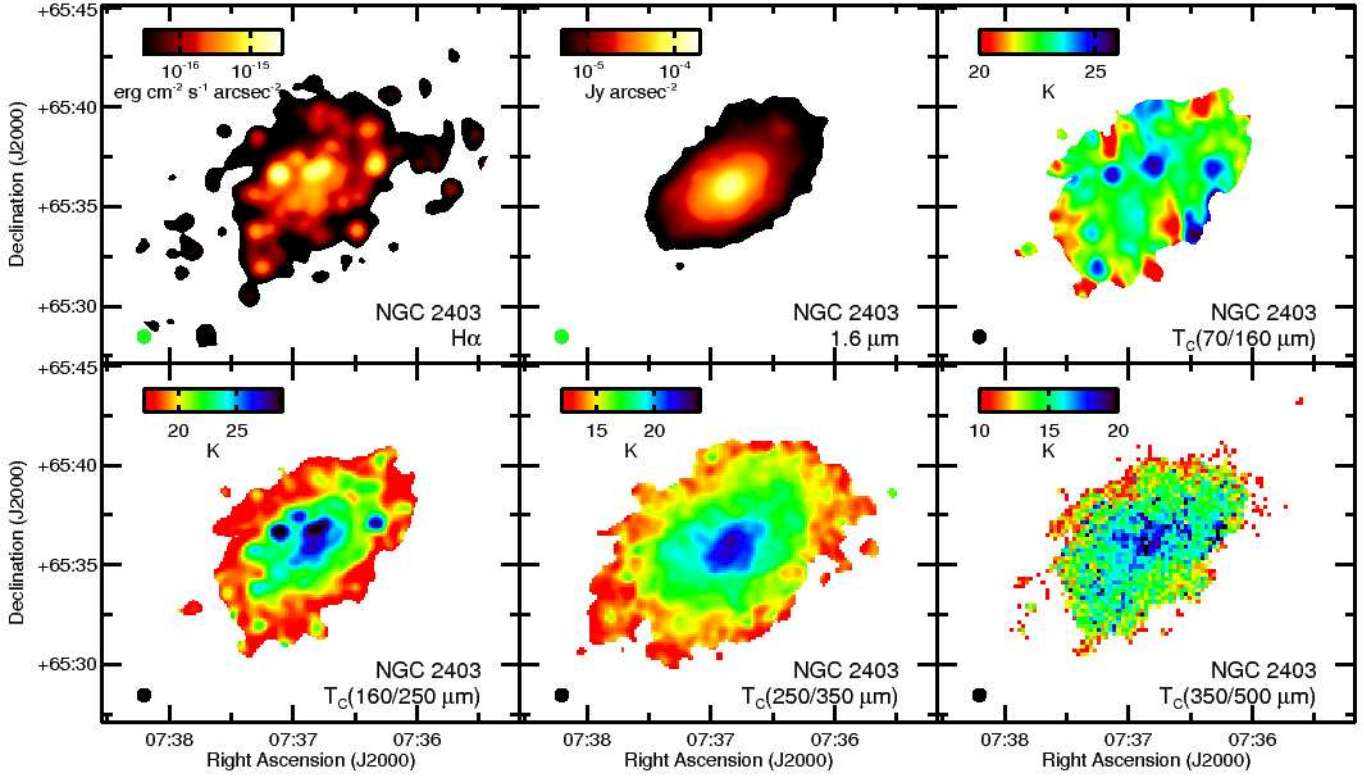 +65:45
+65:40
+65:35
+65:30
Declination (J2000)
10⁻¹⁶ 10⁻¹⁵
erg cm⁻² s⁻¹ arcsec⁻²
NGC 2403
Hα
10⁻⁵ 10⁻⁴
Jy arcsec⁻²
NGC 2403
1.6 μm
20 25
K
NGC 2403
T_C(70/160 μm)
+65:45
+65:40
+65:35
+65:30
Declination (J2000)
20 25
K
NGC 2403
T_C(160/250 μm)
07:38 07:37 07:36
Right Ascension (J2000)
15 20
K
NGC 2403
T_C(250/350 μm)
07:38 07:37 07:36
Right Ascension (J2000)
10 15 20
K
NGC 2403
T_C(350/500 μm)
07:38 07:37 07:36
Right Ascension (J2000)